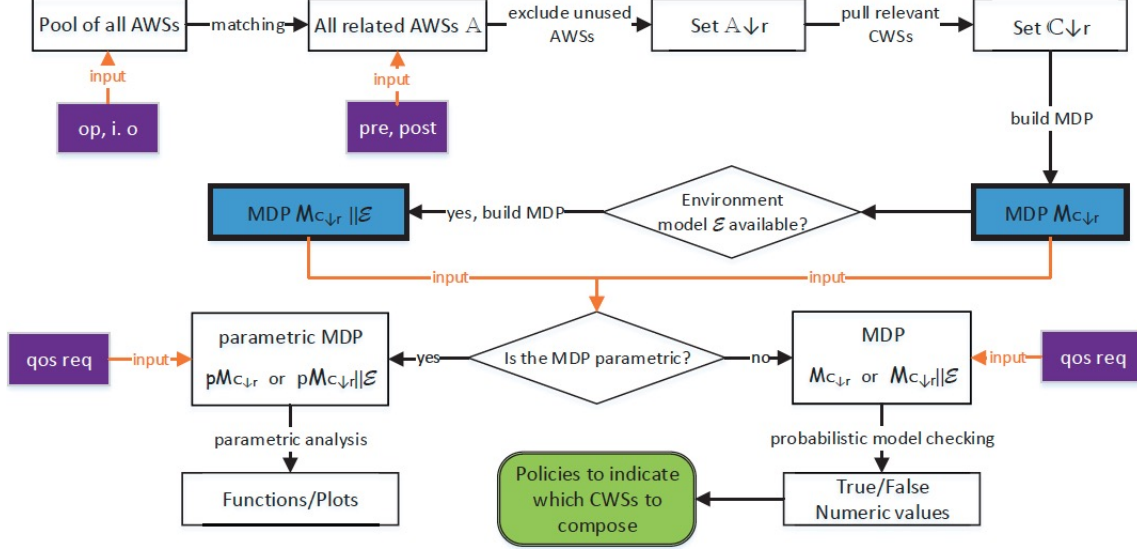 Pool of all AWSs
matching
All related AWSs 𝔸
exclude unused
AWSs
Set 𝔸↓r
pull relevant
CWSs
Set ℂ↓r
input
input
op, i. o
pre, post
build MDP
MDP Mc↓r ||ℰ
yes, build MDP
Environment
model ℰ available?
MDP Mc↓r
input
input
qos req
input
parametric MDP
pMc↓r or pMc↓r||ℰ
yes
Is the MDP parametric?
no
MDP
Mc↓r or Mc↓r||ℰ
input
qos req
parametric analysis
probabilistic model checking
Functions/Plots
Policies to indicate
which CWSs to
compose
True/False
Numeric values